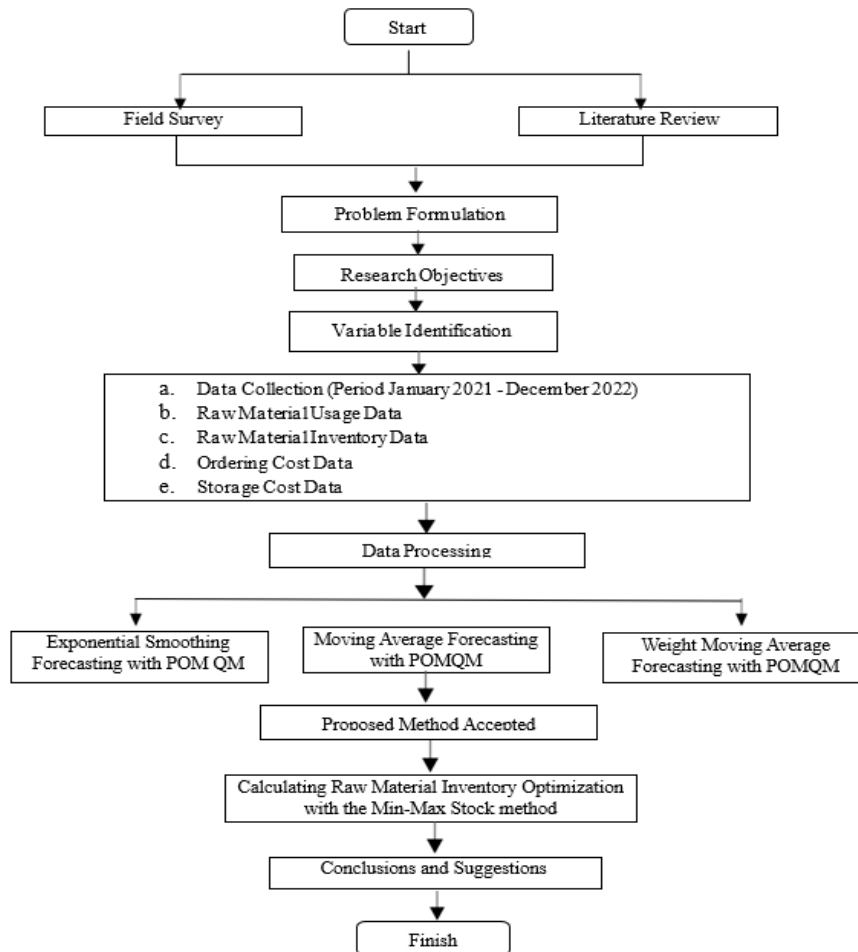 Start
Field Survey
Literature Review
Problem Formulation
Research Objectives
Variable Identification
a. Data Collection (Period January 2021 - December 2022)
b. Raw Material Usage Data
c. Raw Material Inventory Data
d. Ordering Cost Data
e. Storage Cost Data
Data Processing
Exponential Smoothing
Forecasting with POM QM
Moving Average Forecasting
with POMQM
Weight Moving Average
Forecasting with POMQM
Proposed Method Accepted
Calculating Raw Material Inventory Optimization
with the Min-Max Stock method
Conclusions and Suggestions
Finish